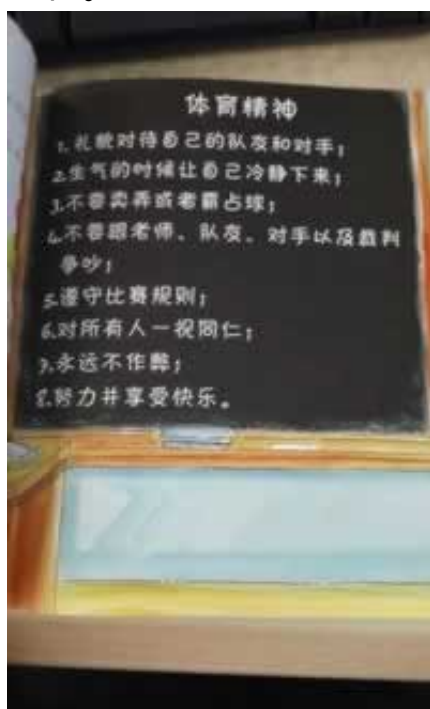 体育精神
1.礼貌对待自己的队友和对手；
2.生气的时候让自己冷静下来；
3.不要卖弄或者霸占球；
4.不要跟老师、队友、对手以及裁判
争吵；
5.遵守比赛规则；
6.对所有人一视同仁；
7.永远不作弊；
8.努力并享受快乐。